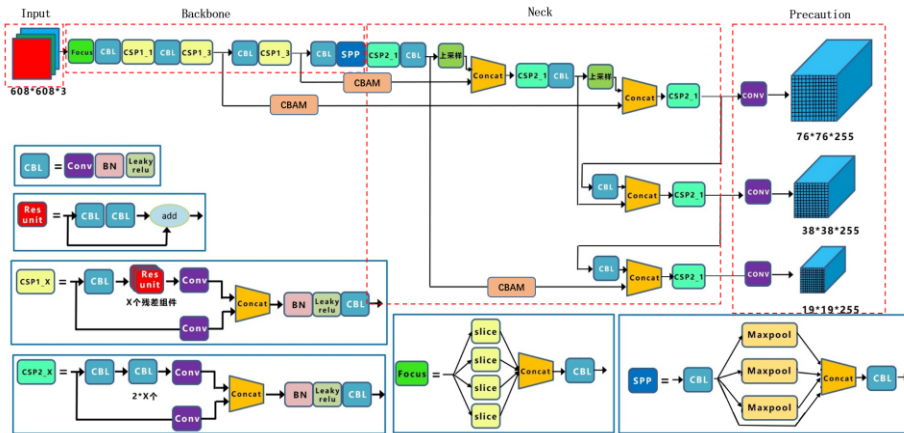 Input
Backbone
Neck
Precaution
608*608*3
Focus
CBL
CSP1_1
CBL
CSP1_3
CBL
CSP1_3
CBL
SPP
CSP2_1
CBL
上采样
Concat
CSP2_1
CBL
上采样
Concat
CSP2_1
CONV
76*76*255
CBAM
CBAM
CBL
Concat
CSP2_1
CONV
38*38*255
CBL
CBAM
Concat
CSP2_1
CONV
19*19*255
CBL = Conv BN Leaky relu
Res unit = CBL CBL add
CSP1_X = CBL Res unit Conv
X个残差组件
Conv
Concat
BN Leaky relu CBL
CSP2_X = CBL CBL Conv
2*X个
Conv
Concat
BN Leaky relu CBL
Focus =
slice
slice
slice
slice
Concat
CBL
SPP = CBL
Maxpool
Maxpool
Maxpool
Concat
CBL